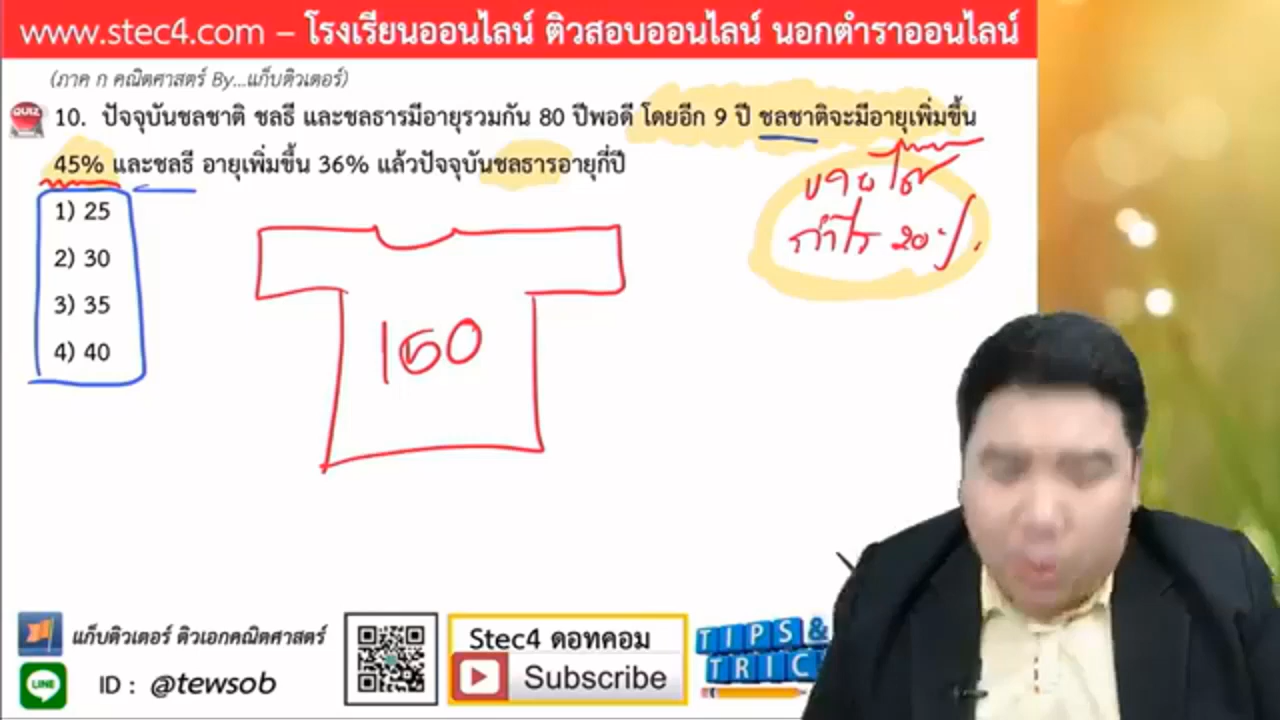 www.stec4.com – โรงเรียนออนไลน์ ติวสอบออนไลน์ นอกตำราออนไลน์
(ภาค ก คณิตศาสตร์ By...แก็บติวเตอร์)
QUIZ
10. ปัจจุบันชลชาติ ชลธี และชลธารมีอายุรวมกัน 80 ปีพอดี โดยอีก 9 ปี ชลชาติจะมีอายุเพิ่มขึ้น
45% และชลธี อายุเพิ่มขึ้น 36% แล้วปัจจุบันชลธารอายุกี่ปี
1) 25
2) 30
3) 35
4) 40
ขายได้
กำไร 20%
150
แก็บติวเตอร์ ติวเอกคณิตศาสตร์
LINE
ID : @tewsob
Stec4 ดอทคอม
Subscribe
TIPS &
TRIC